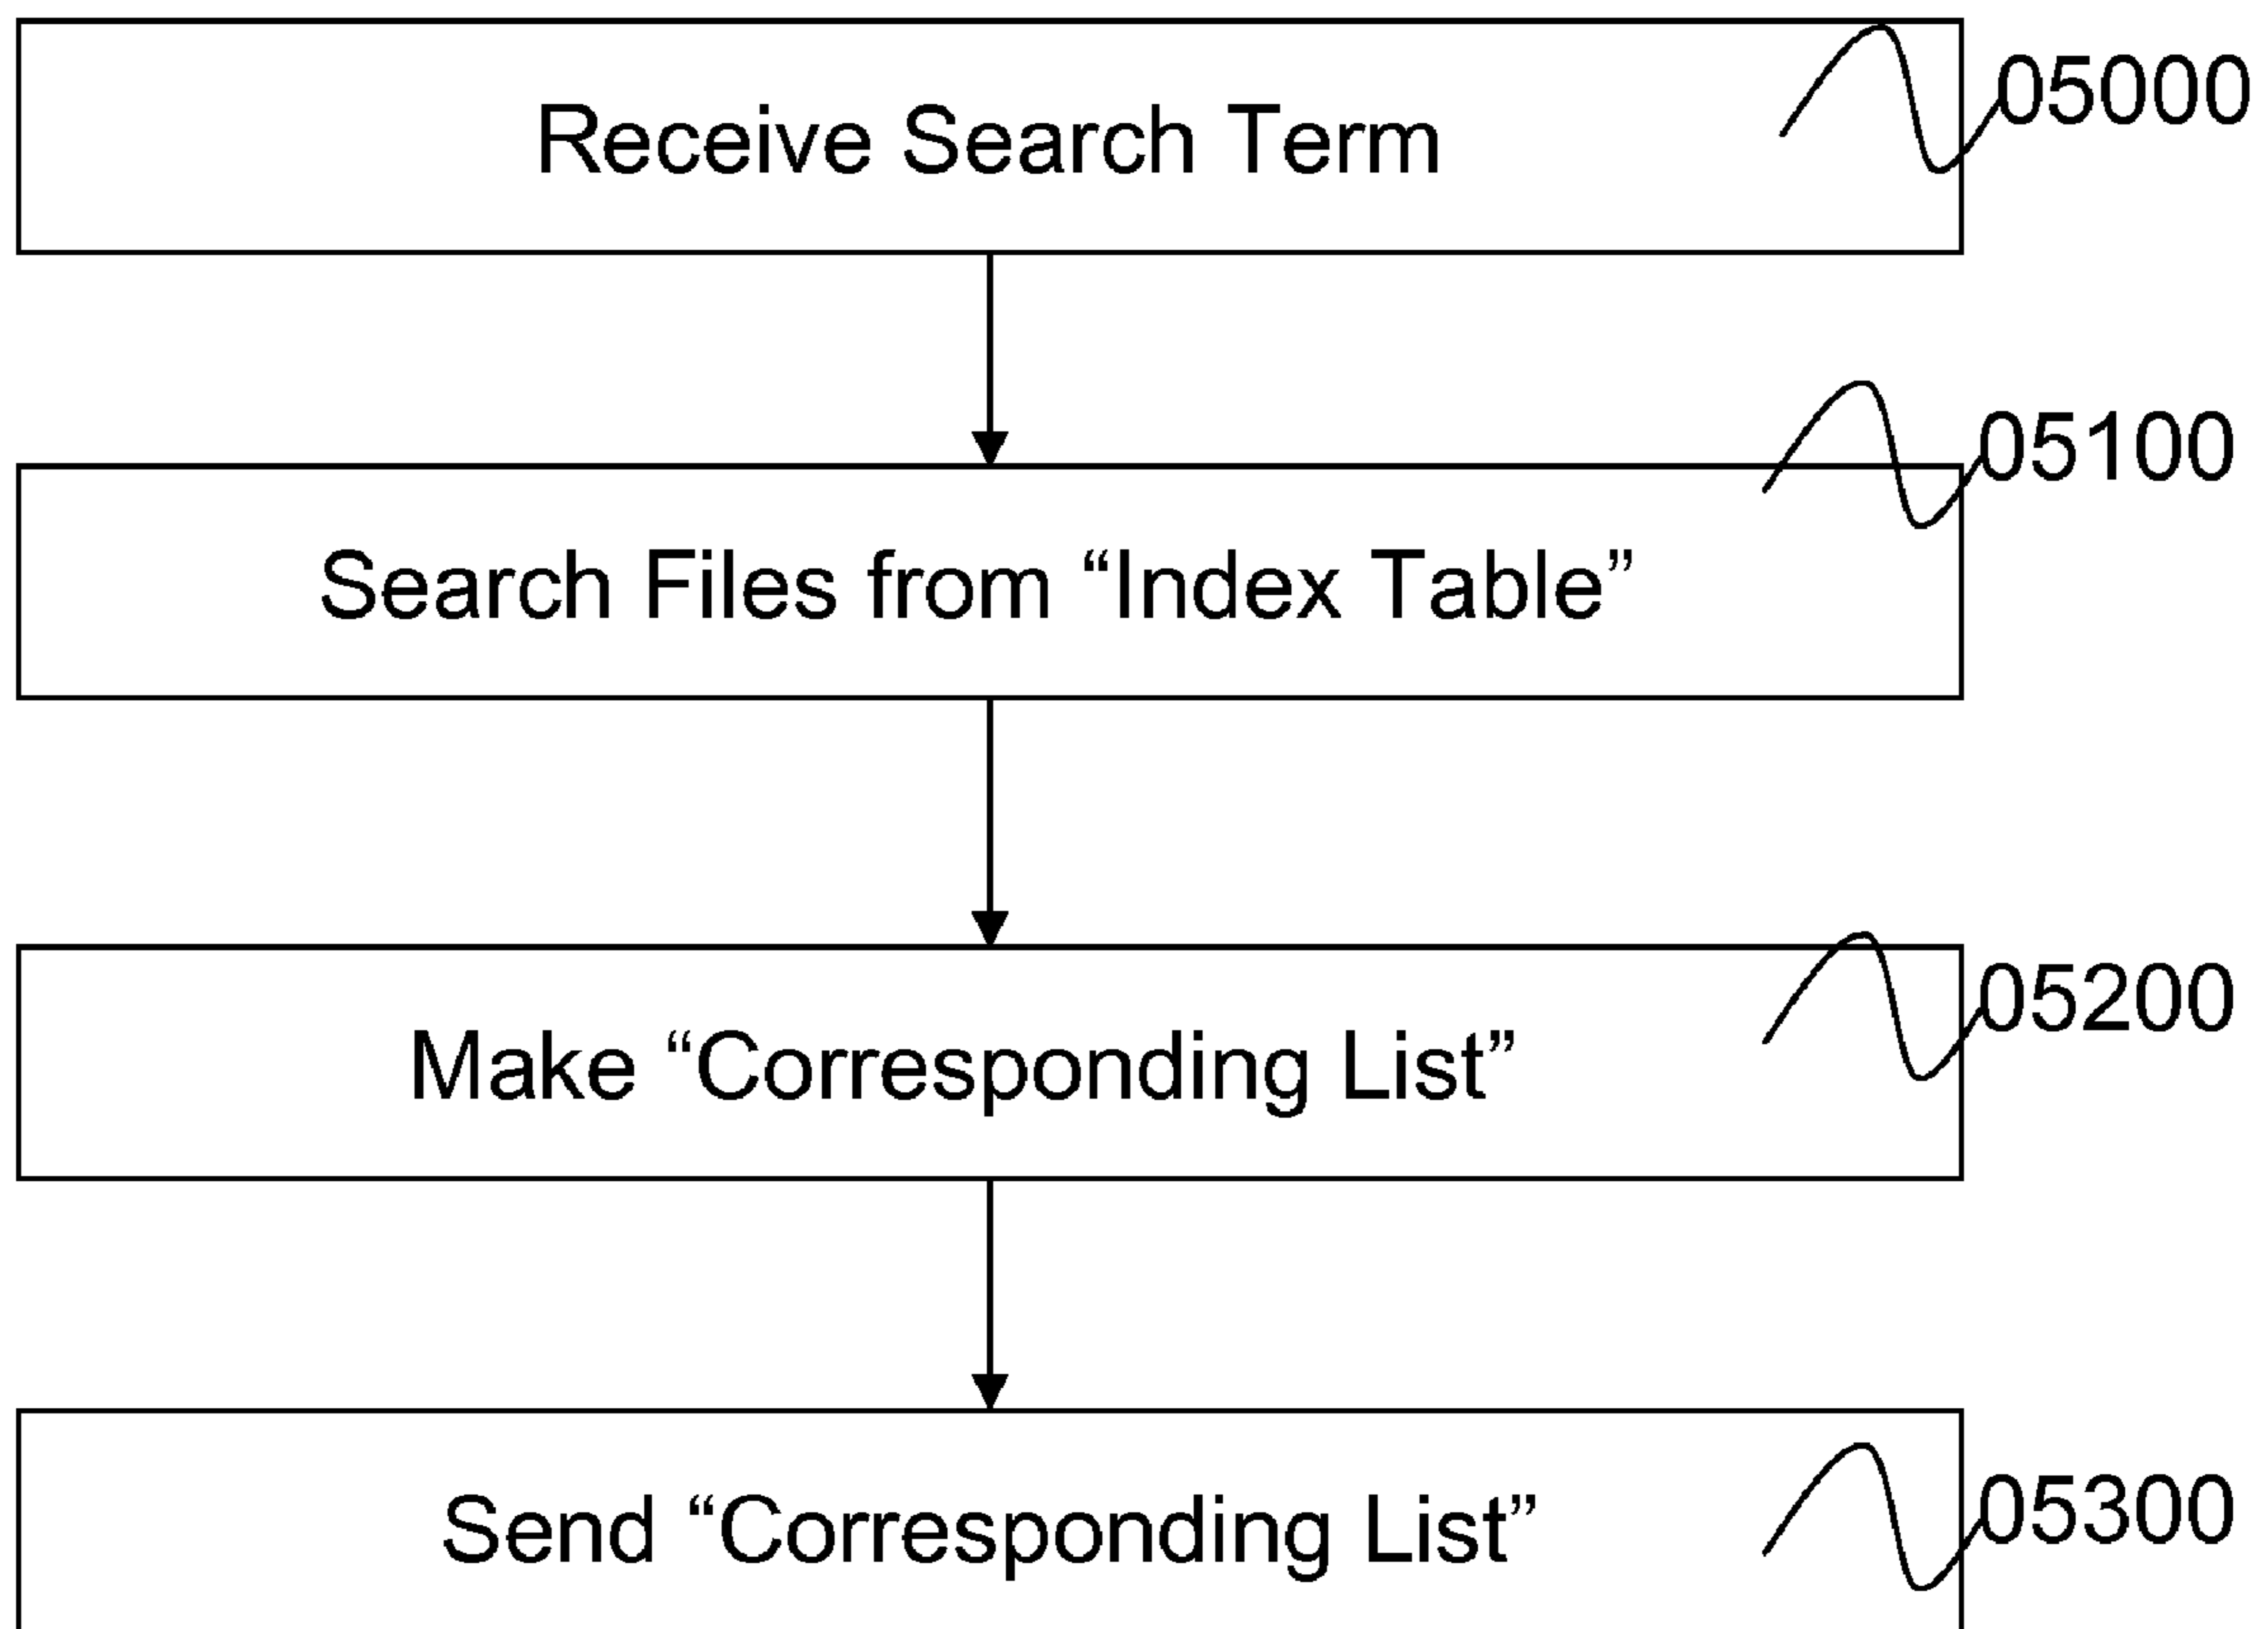 Receive Search Term
05000
Search Files from “Index Table”
05100
Make “Corresponding List”
05200
Send “Corresponding List”
05300